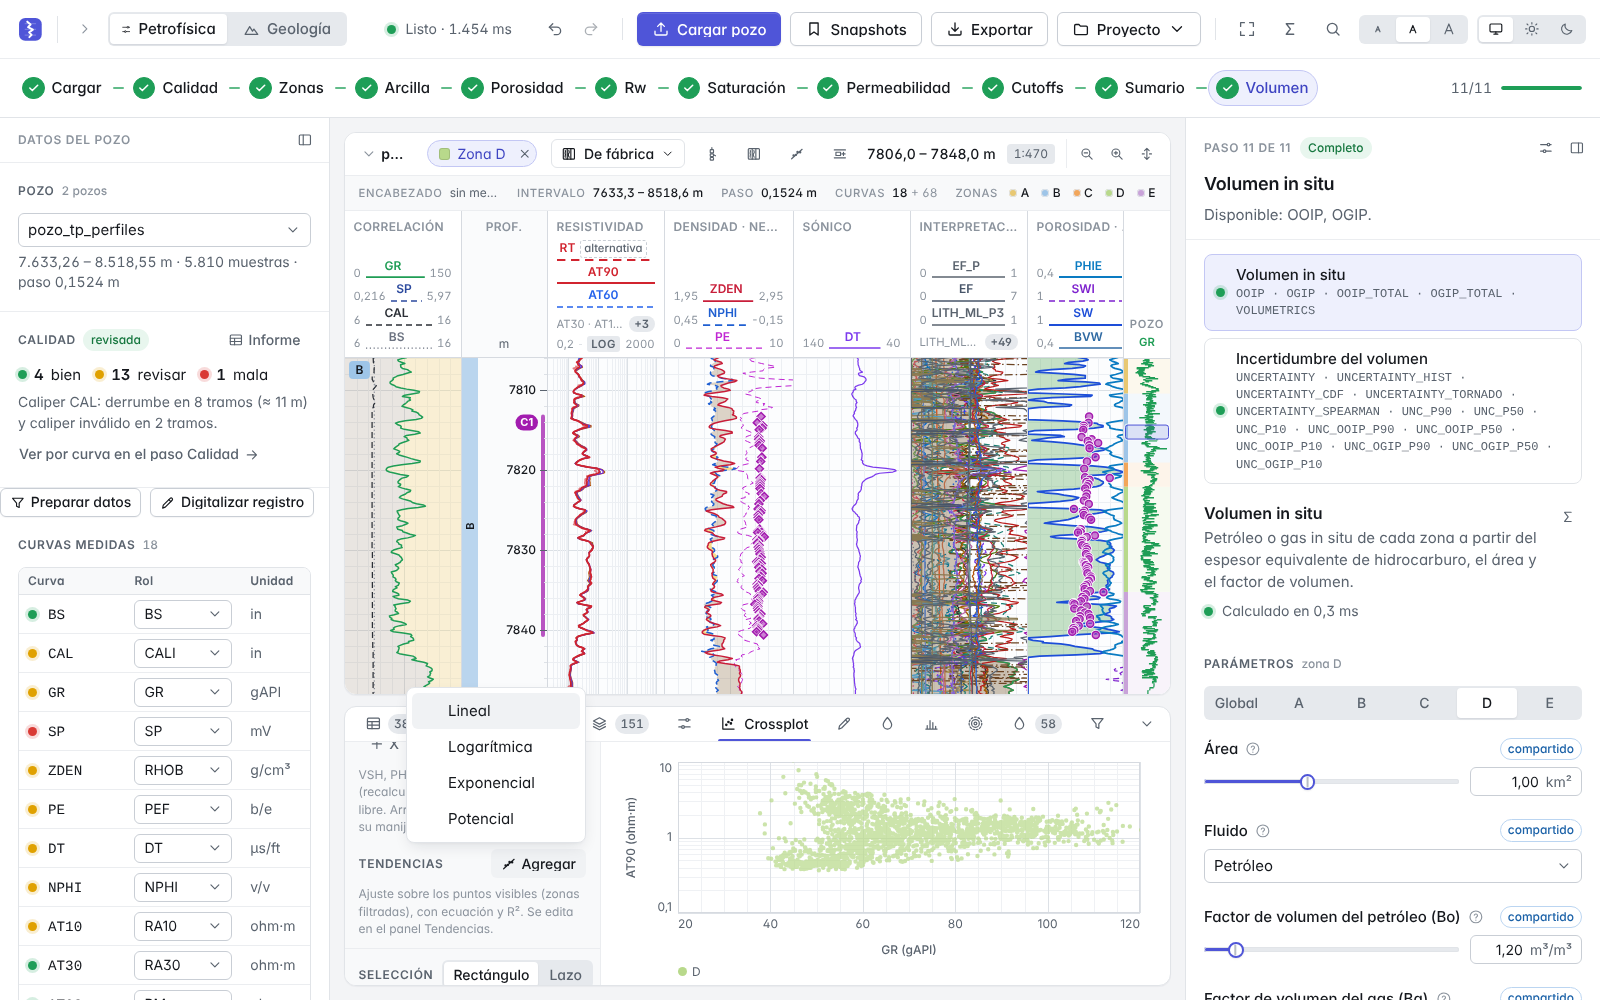 Petrofísica
Geología
Listo · 1.454 ms
Cargar pozo
Snapshots
Exportar
Proyecto
Σ
A
A
A
Cargar
Calidad
Zonas
Arcilla
Porosidad
Rw
Saturación
Permeabilidad
Cutoffs
Sumario
Volumen
11/11
DATOS DEL POZO
POZO 2 pozos
pozo_tp_perfiles
7.633,26 – 8.518,55 m · 5.810 muestras ·
paso 0,1524 m
CALIDAD revisada Informe
4 bien 13 revisar 1 mala
Caliper CAL: derrumbe en 8 tramos (≈ 11 m)
y caliper inválido en 2 tramos.
Ver por curva en el paso Calidad →
Preparar datos
Digitalizar registro
CURVAS MEDIDAS 18
Curva Rol Unidad
BS BS in
CAL CALI in
GR GR gAPI
SP SP mV
ZDEN RHOB g/cm³
PE PEF b/e
DT DT µs/ft
NPHI NPHI v/v
AT10 RA10 ohm·m
AT30 RA30 ohm·m
p...
Zona D
De fábrica
7806,0 – 7848,0 m
1:470
ENCABEZADO sin me... INTERVALO 7633,3 – 8518,6 m PASO 0,1524 m CURVAS 18 + 68 ZONAS A B C D E
CORRELACIÓN
0 GR 150
0,216 SP 5,97
6 CAL 16
6 BS 16
PROF.
m
RESISTIVIDAD
RT alternativa
AT90
AT60
AT30 · AT1... +3
0,2 · LOG 2000
DENSIDAD · NE...
1,95 ZDEN 2,95
0,45 NPHI -0,15
0 PE 10
SÓNICO
140 DT 40
INTERPRETAC...
0 EF_P 1
0 EF 7
0 LITH_ML_P3 1
LITH_ML... +49
POROSIDAD ·
0,4 PHIE
1 SWI
1 SW
0,4 BVW
POZO
GR
B
C1
B
7810
7820
7830
7840
Lineal
Logarítmica
Exponencial
Potencial
151
Crossplot
58
TENDENCIAS
Agregar
Ajuste sobre los puntos visibles (zonas
filtradas), con ecuación y R². Se edita
en el panel Tendencias.
SELECCIÓN Rectángulo Lazo
AT90 (ohm·m)
10
1
0,1
20 40 60 80 100 120
GR (gAPI)
D
PASO 11 DE 11 Completo
Volumen in situ
Disponible: OOIP, OGIP.
Volumen in situ
OOIP · OGIP · OOIP_TOTAL · OGIP_TOTAL ·
VOLUMETRICS
Incertidumbre del volumen
UNCERTAINTY · UNCERTAINTY_HIST ·
UNCERTAINTY_CDF · UNCERTAINTY_TORNADO ·
UNCERTAINTY_SPEARMAN · UNC_P90 · UNC_P50 ·
UNC_P10 · UNC_OOIP_P90 · UNC_OOIP_P50 ·
UNC_OOIP_P10 · UNC_OGIP_P90 · UNC_OGIP_P50 ·
UNC_OGIP_P10
Volumen in situ Σ
Petróleo o gas in situ de cada zona a partir del
espesor equivalente de hidrocarburo, el área y
el factor de volumen.
Calculado en 0,3 ms
PARÁMETROS zona D
Global A B C D E
Área compartido
1,00 km²
Fluido compartido
Petróleo
Factor de volumen del petróleo (Bo) compartido
1,20 m³/m³
Factor de volumen del gas (Bg) compartido